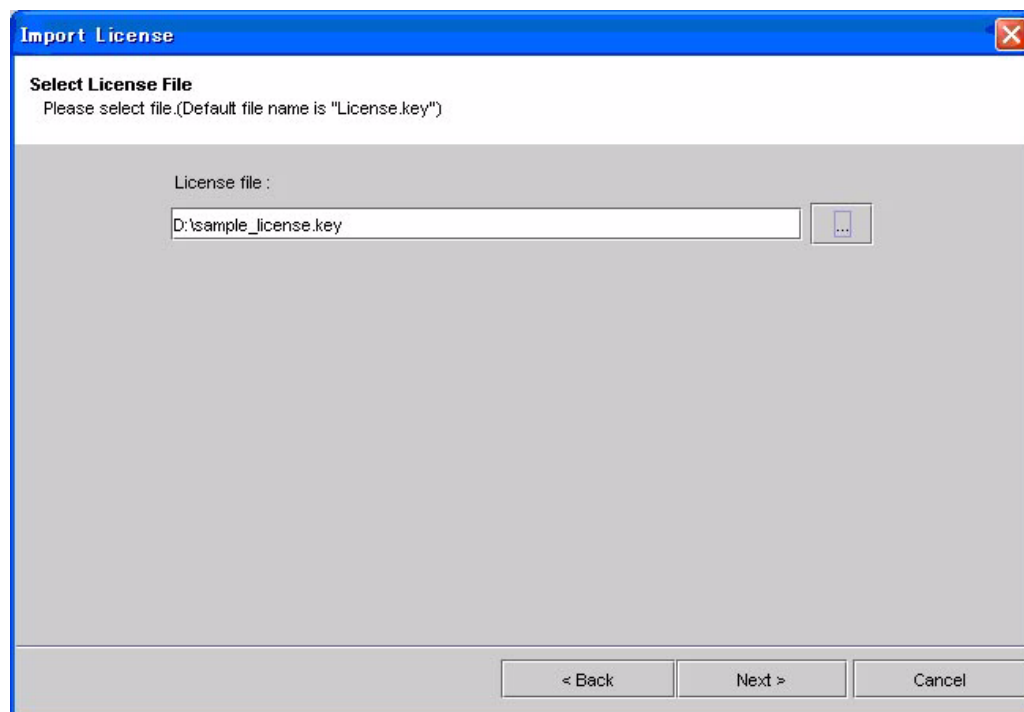 Import License
Select License File
Please select file.(Default file name is "License.key")
License file :
D:\sample_license.key
...
< Back
Next >
Cancel